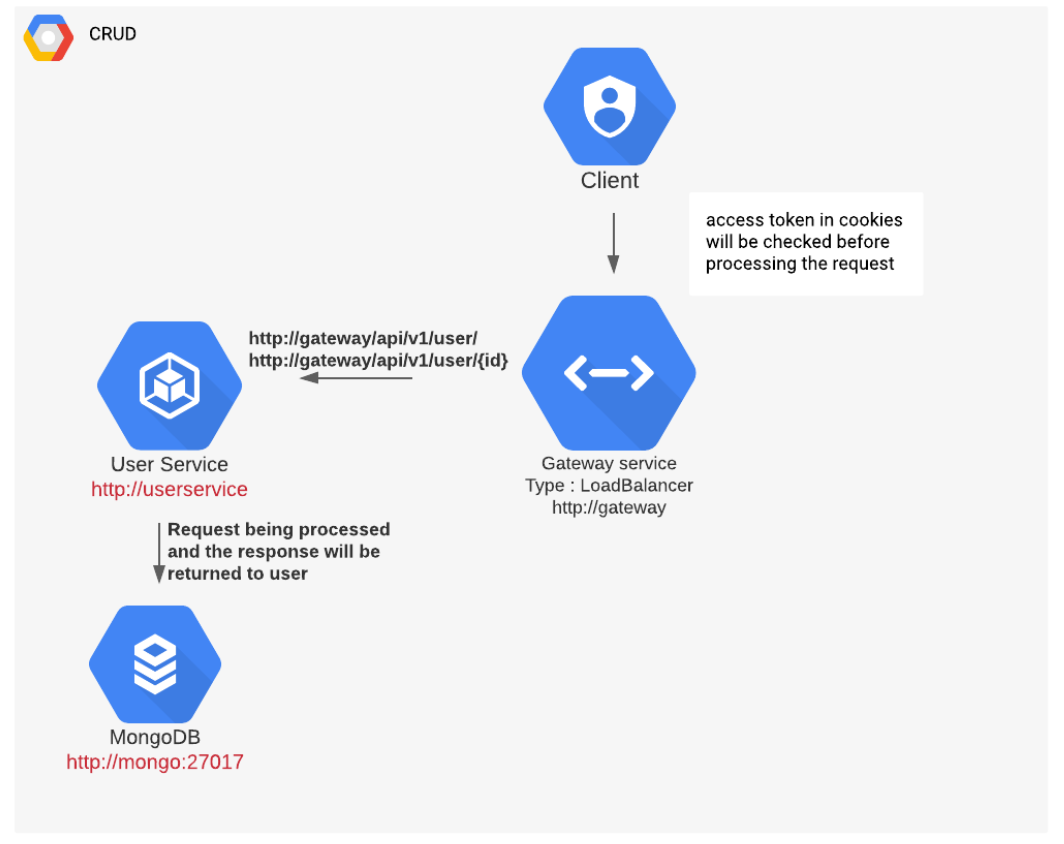 CRUD
Client
access token in cookies
will be checked before
processing the request
http://gateway/api/v1/user/
http://gateway/api/v1/user/{id}
Gateway service
Type : LoadBalancer
http://gateway
User Service
http://userservice
Request being processed
and the response will be
returned to user
MongoDB
http://mongo:27017